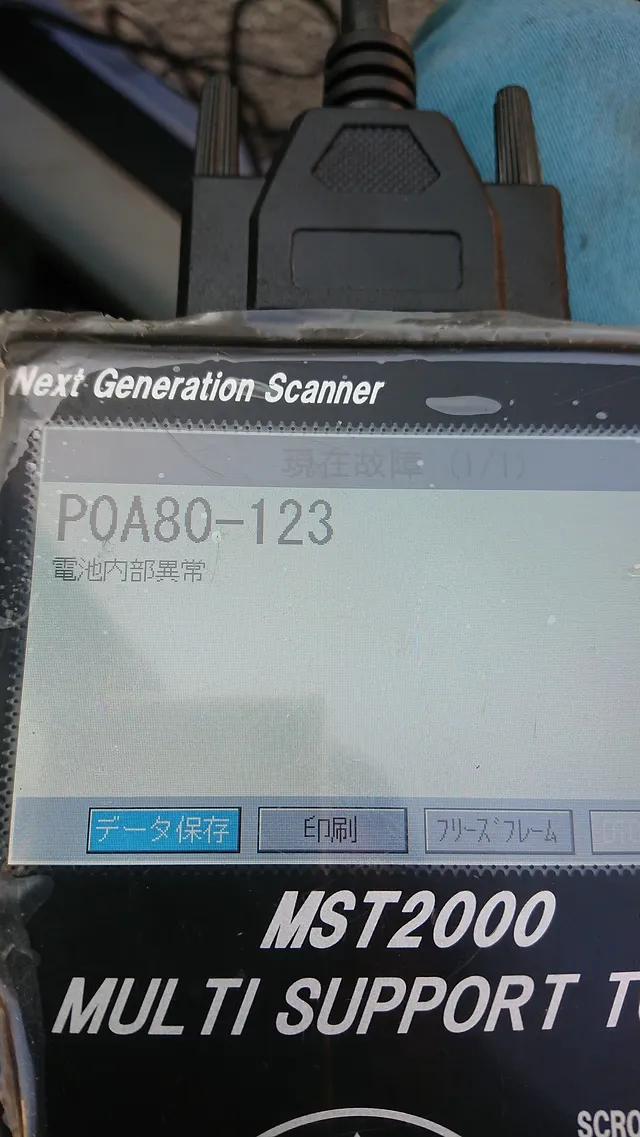 Next Generation Scanner
現在故障 (1/1)
P0A80-123
電池内部異常
データ保存
印刷
フリーズフレーム
MST2000
MULTI SUPPORT